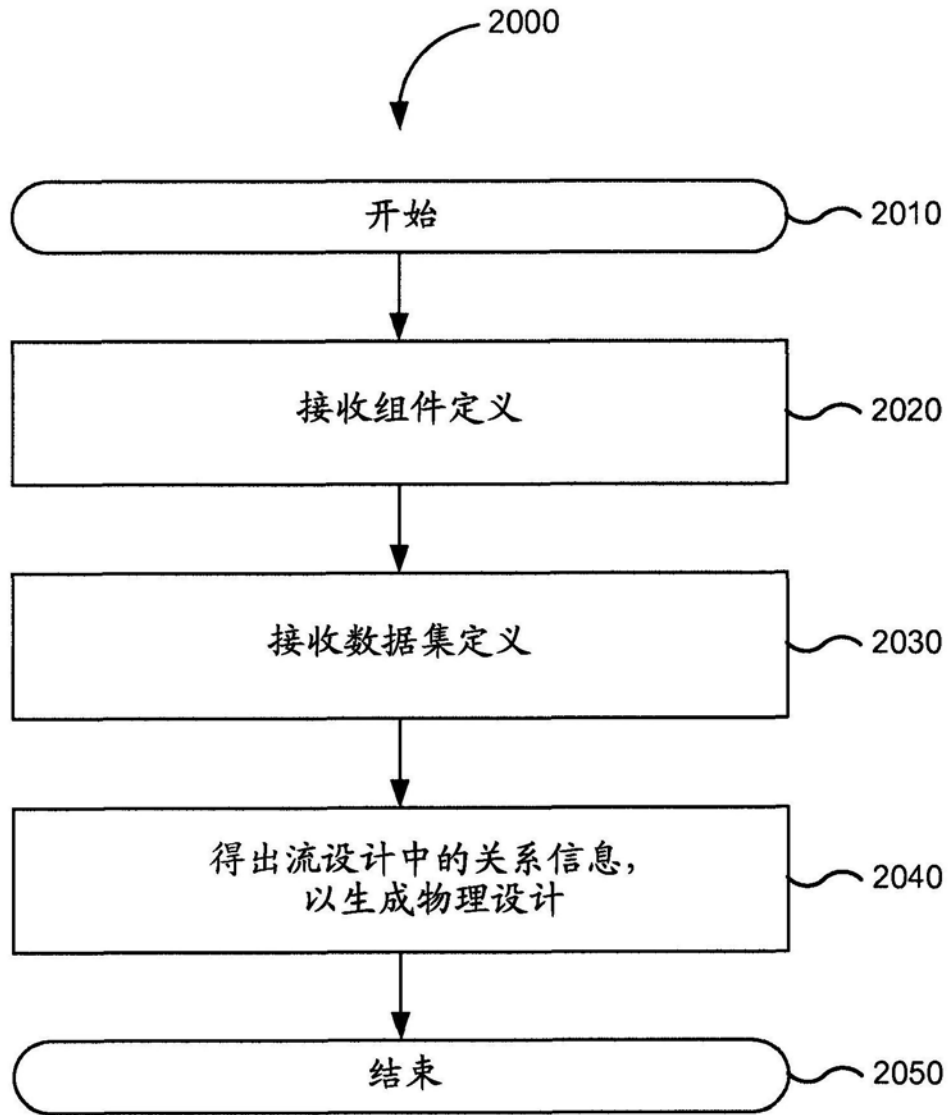 2000
开始
2010
接收组件定义
2020
接收数据集定义
2030
得出流设计中的关系信息,
以生成物理设计
2040
结束
2050